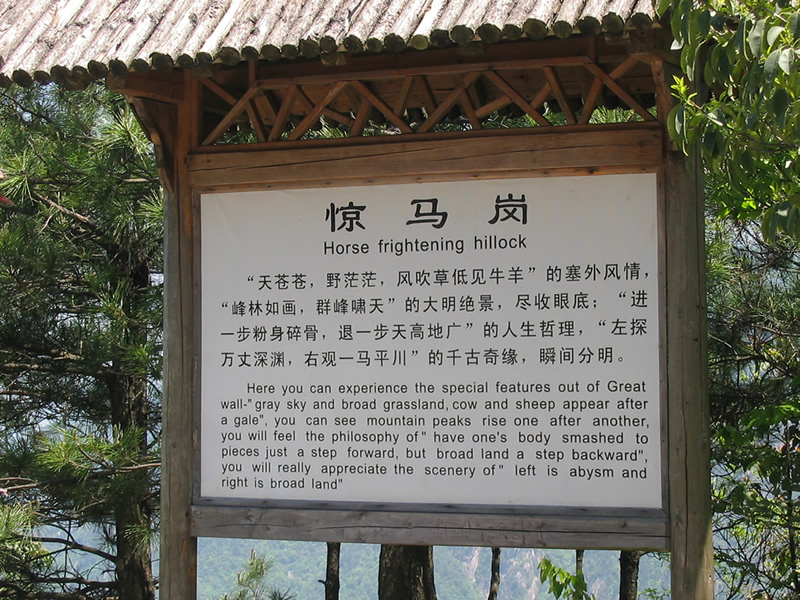 惊马岗
Horse frightening hillock
“天苍苍，野茫茫，风吹草低见牛羊”的塞外风情，
“峰林如画，群峰啸天”的大明绝景，尽收眼底；“进
一步粉身碎骨，退一步天高地广”的人生哲理，“左探
万丈深渊，右观一马平川”的千古奇缘，瞬间分明。
Here you can experience the special features out of Great
wall-"gray sky and broad grassland,cow and sheep appear after
a gale", you can see mountain peaks rise one after another,
you will feel the philosophy of" have one's body smashed to
pieces just a step forward, but broad land a step backward",
you will really appreciate the scenery of" left is abysm and
right is broad land"